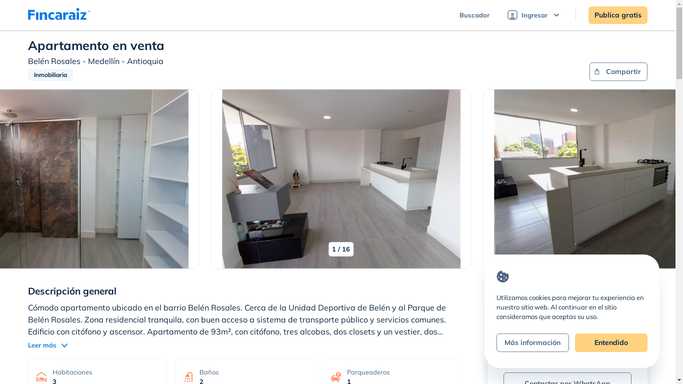 Fincaraiz
Buscador
Ingresar
Publica gratis
Apartamento en venta
Belén Rosales - Medellín - Antioquia
Inmobiliaria
Compartir
1 / 16
Descripción general
Cómodo apartamento ubicado en el barrio Belén Rosales. Cerca de la Unidad Deportiva de Belén y al Parque de
Belén Rosales. Zona residencial tranquila, con buen acceso a sistema de transporte público y servicios comunes.
Edificio con citófono y ascensor. Apartamento de 93m², con citófono, tres alcobas, dos closets y un vestier, dos...
Leer más
Habitaciones
3
Baños
2
Parqueaderos
1
Utilizamos cookies para mejorar tu experiencia en
nuestro sitio web. Al continuar en el sitio
consideramos que aceptas su uso.
Más información
Entendido
Contactar por WhatsApp